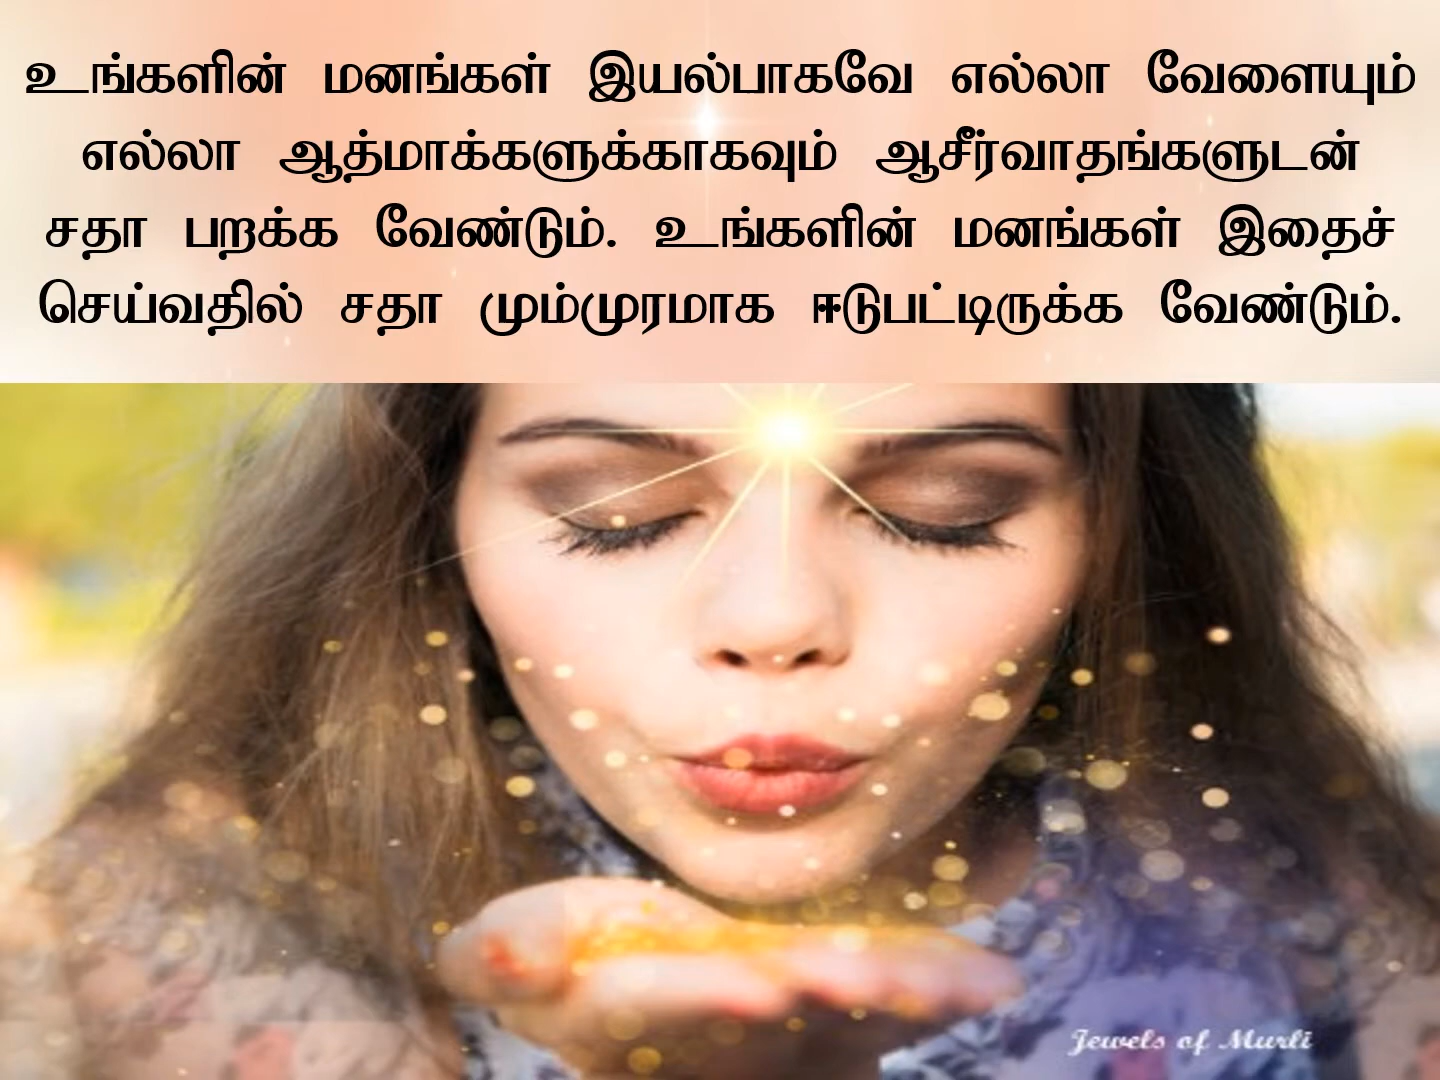 உங்களின் மனங்கள் இயல்பாகவே எல்லா வேளையும்
எல்லா ஆத்மாக்களுக்காகவும் ஆசீர்வாதங்களுடன்
சதா பறக்க வேண்டும். உங்களின் மனங்கள் இதைச்
செய்வதில் சதா மும்முரமாக ஈடுபட்டிருக்க வேண்டும்.
Jewels of Murli